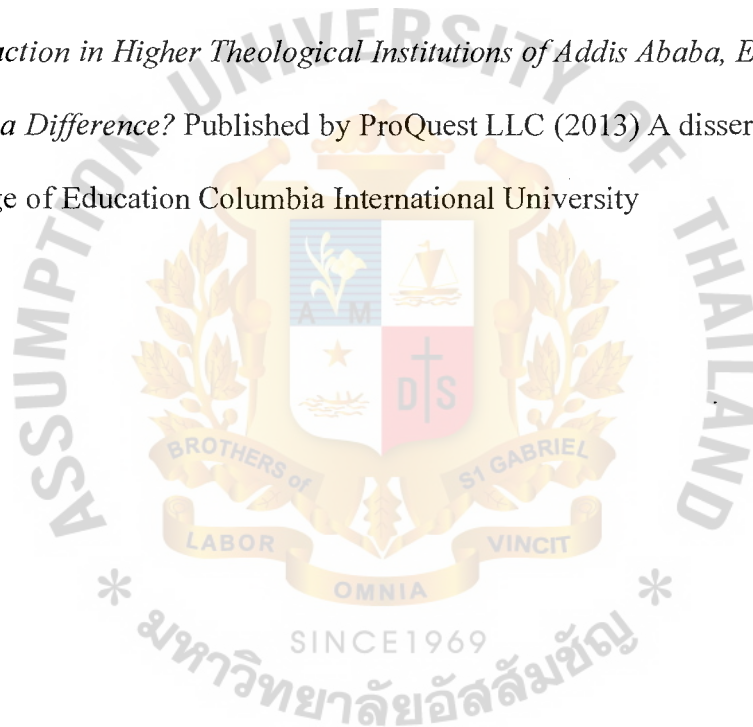 action in Higher Theological Institutions of Addis Ababa, E
a Difference? Published by ProQuest LLC (2013) A disser
ge of Education Columbia International University
ASSUMPTION UNIVERSITY OF THAILAND
A M
D S
BROTHERS of
S1 GABRIEL
LABOR
VINCIT
OMNIA
* SINCE1969 *
มหาวิทยาลัยอัสสัมชัญ